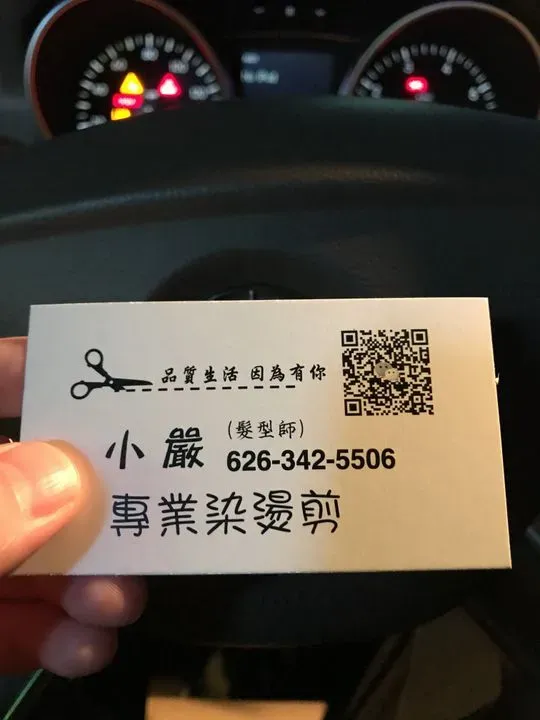 品質生活 因為有你
小嚴 (髮型師)
626-342-5506
專業染燙剪